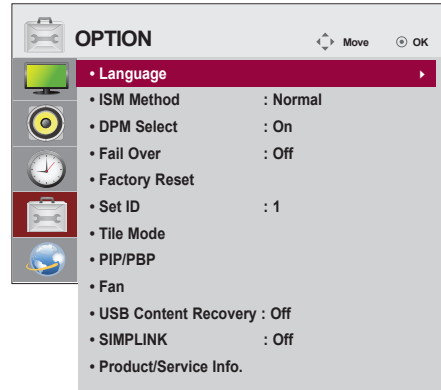 OPTION Move OK
• Language
• ISM Method : Normal
• DPM Select : On
• Fail Over : Off
• Factory Reset
• Set ID : 1
• Tile Mode
• PIP/PBP
• Fan
• USB Content Recovery : Off
• SIMPLINK : Off
• Product/Service Info.